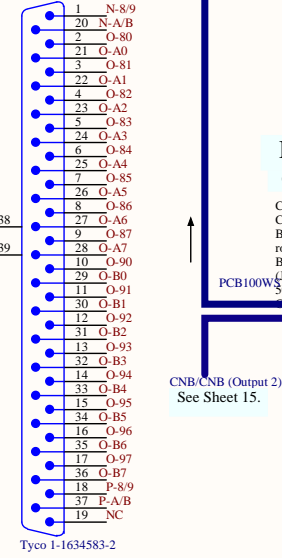 1 N-8/9
20 N-A/B
2 O-80
21 O-A0
3 O-81
22 O-A1
4 O-82
23 O-A2
5 O-83
24 O-A3
6 O-84
25 O-A4
7 O-85
26 O-A5
8 O-86
38
27 O-A6
9 O-87
39
28 O-A7
10 O-90
29 O-B0
11 O-91
30 O-B1
12 O-92
31 O-B2
13 O-93
32 O-B3
14 O-94
33 O-B4
15 O-95
34 O-B5
16 O-96
35 O-B6
17 O-97
36 O-B7
18 P-8/9
37 P-A/B
19 NC
Tyco 1-1634583-2
PCB100WS
CNB/CNB (Output 2)
See Sheet 15.